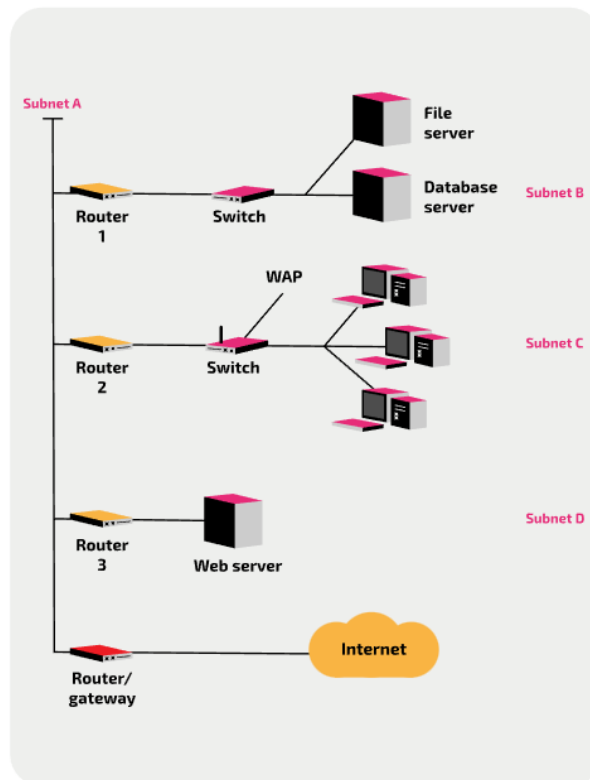 Subnet A
File
server
Database
server
Subnet B
Router
1
Switch
WAP
Router
2
Switch
Subnet C
Router
3
Web server
Subnet D
Internet
Router/
gateway